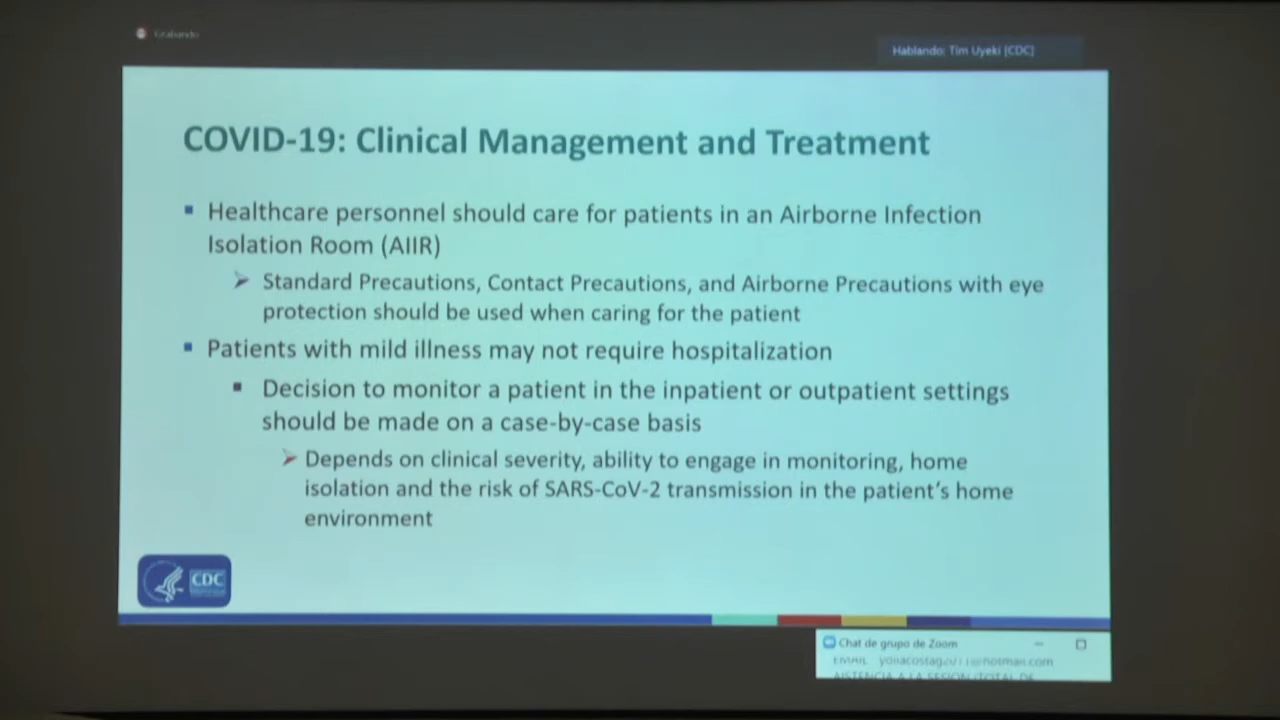 Grabando
Hablando: Tim Uyeki [CDC]
COVID-19: Clinical Management and Treatment
Healthcare personnel should care for patients in an Airborne Infection
Isolation Room (AIIR)
Standard Precautions, Contact Precautions, and Airborne Precautions with eye
protection should be used when caring for the patient
Patients with mild illness may not require hospitalization
Decision to monitor a patient in the inpatient or outpatient settings
should be made on a case-by-case basis
Depends on clinical severity, ability to engage in monitoring, home
isolation and the risk of SARS-CoV-2 transmission in the patient's home
environment
CDC
Chat de grupo de Zoom
EMAIL